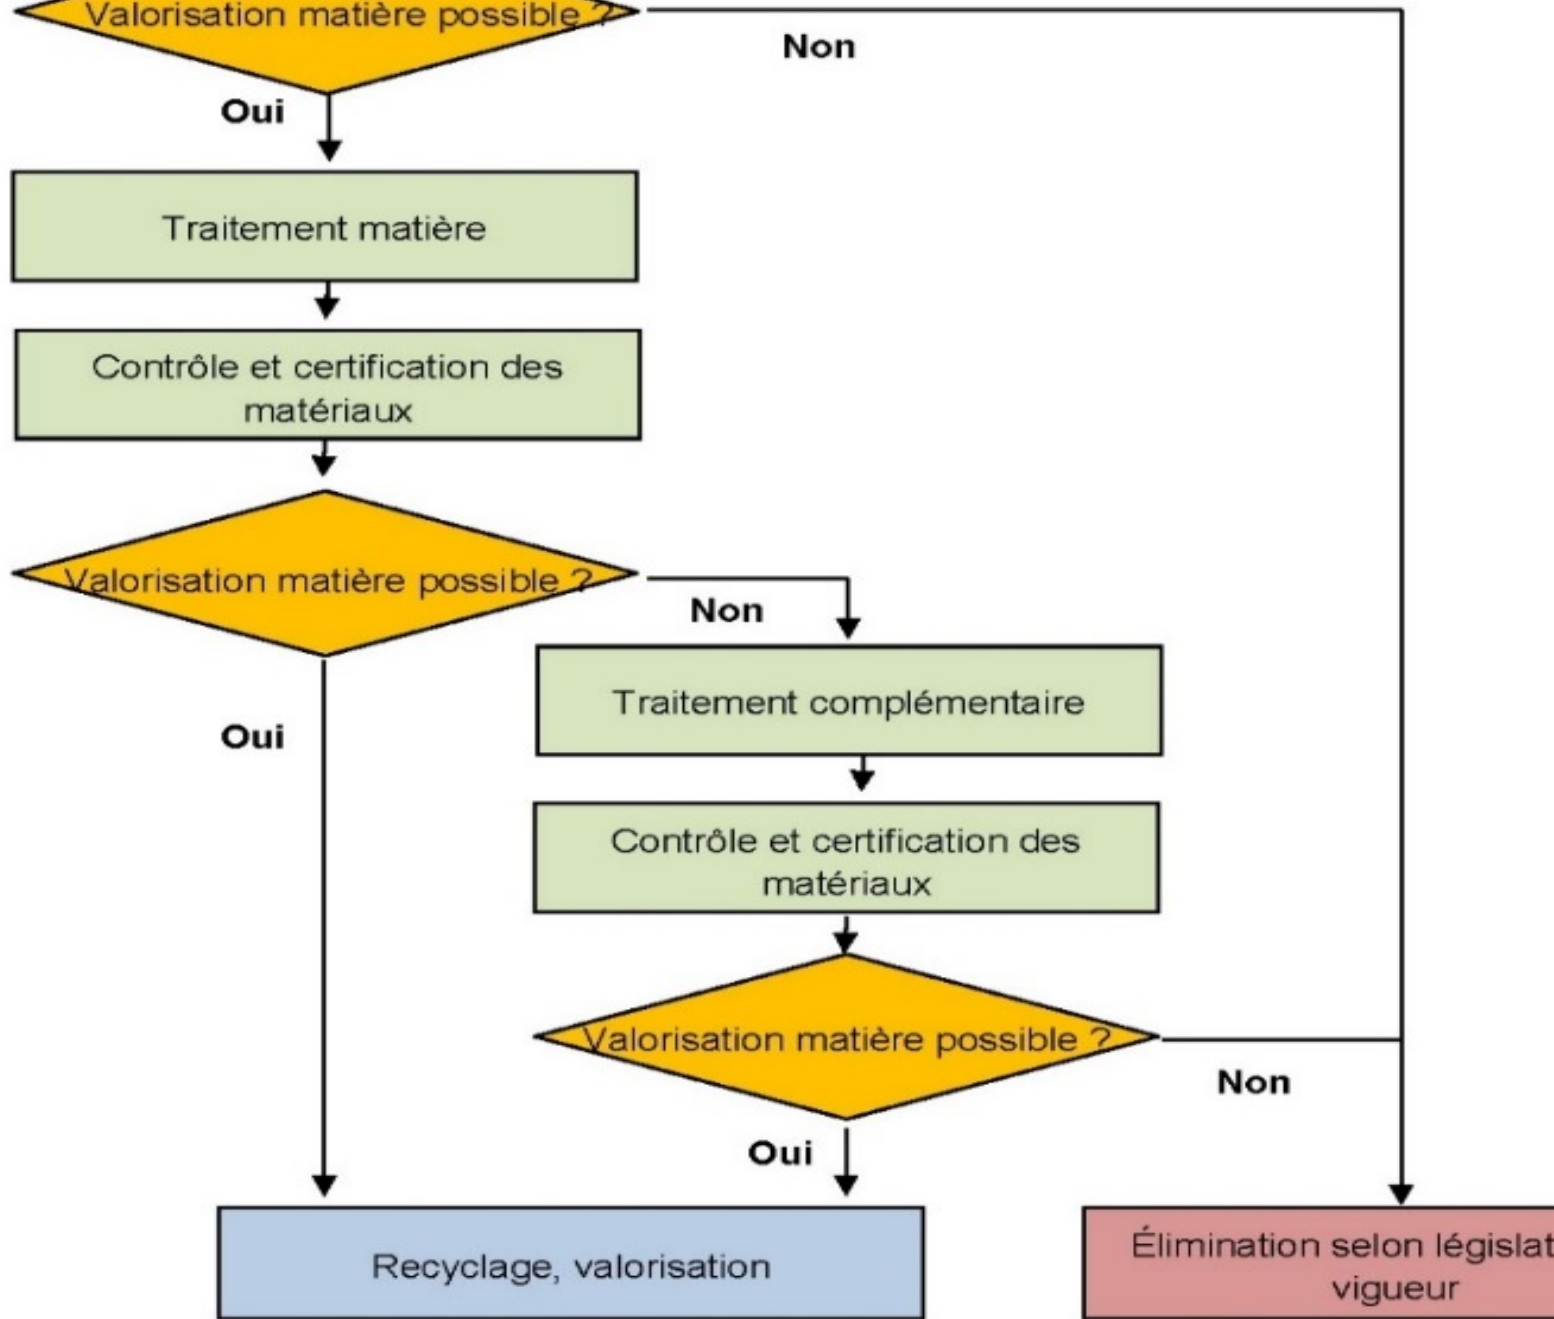 Valorisation matière possible ?
Non
Oui
Traitement matière
Contrôle et certification des
matériaux
Valorisation matière possible ?
Non
Traitement complémentaire
Oui
Contrôle et certification des
matériaux
Valorisation matière possible ?
Non
Oui
Recyclage, valorisation
Élimination selon législat
vigueur